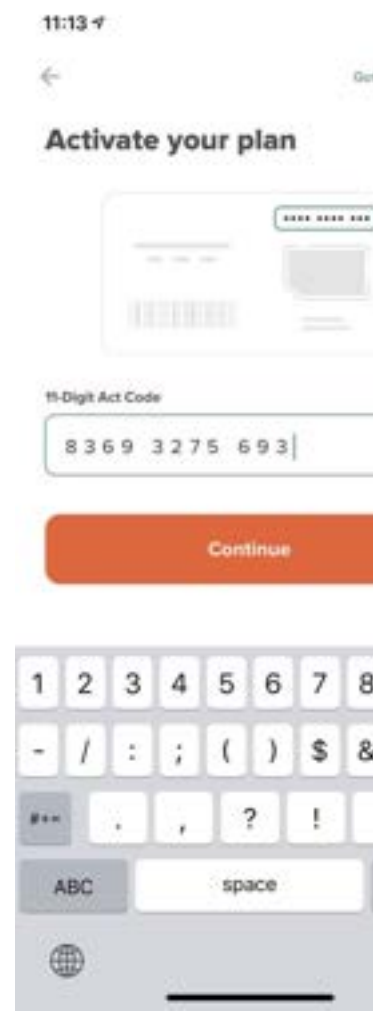 11:13
Activate your plan
11-Digit Act Code
8369 3275 693
Continue
1 2 3 4 5 6 7 8
- / : ; ( ) $ &
#+= . , ? !
ABC space